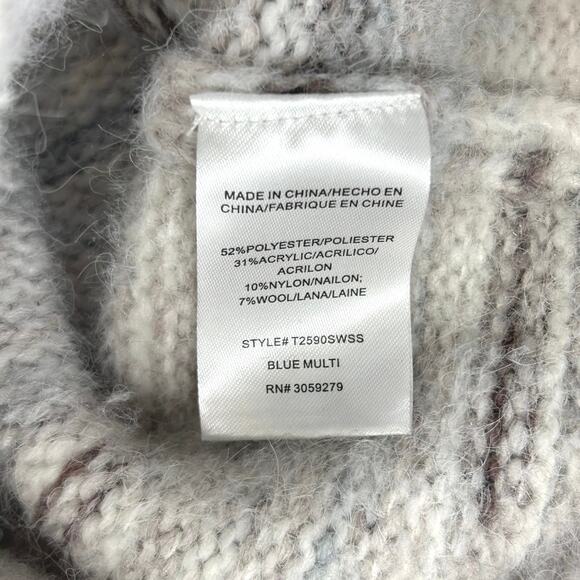 MADE IN CHINA/HECHO EN
CHINA/FABRIQUE EN CHINE
52%POLYESTER/POLIESTER
31%ACRYLIC/ACRILICO/
ACRILON
10%NYLON/NAILON;
7%WOOL/LANA/LAINE
STYLE# T2590SWSS
BLUE MULTI
RN# 3059279